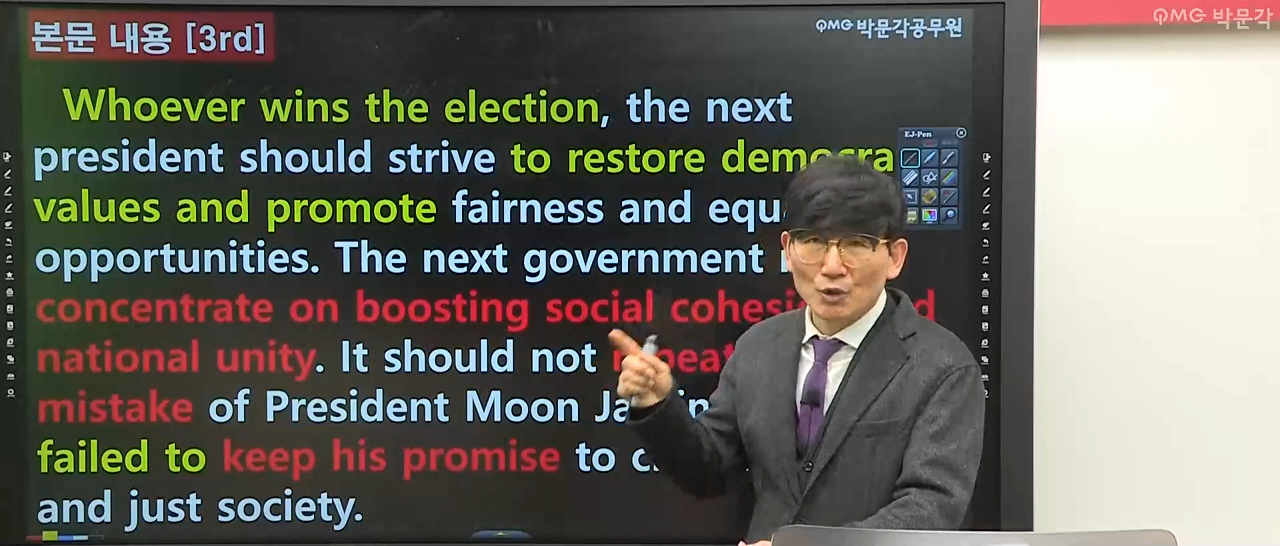 본문 내용 [3rd]
QMG 박문각공무원
QMG 박문각
Whoever wins the election, the next
president should strive to restore
values and promote fairness and
opportunities. The next government
concentrate on boosting social
national unity. It should not
mistake of President Moon
failed to keep his promise to
and just society.
EJ-Pen